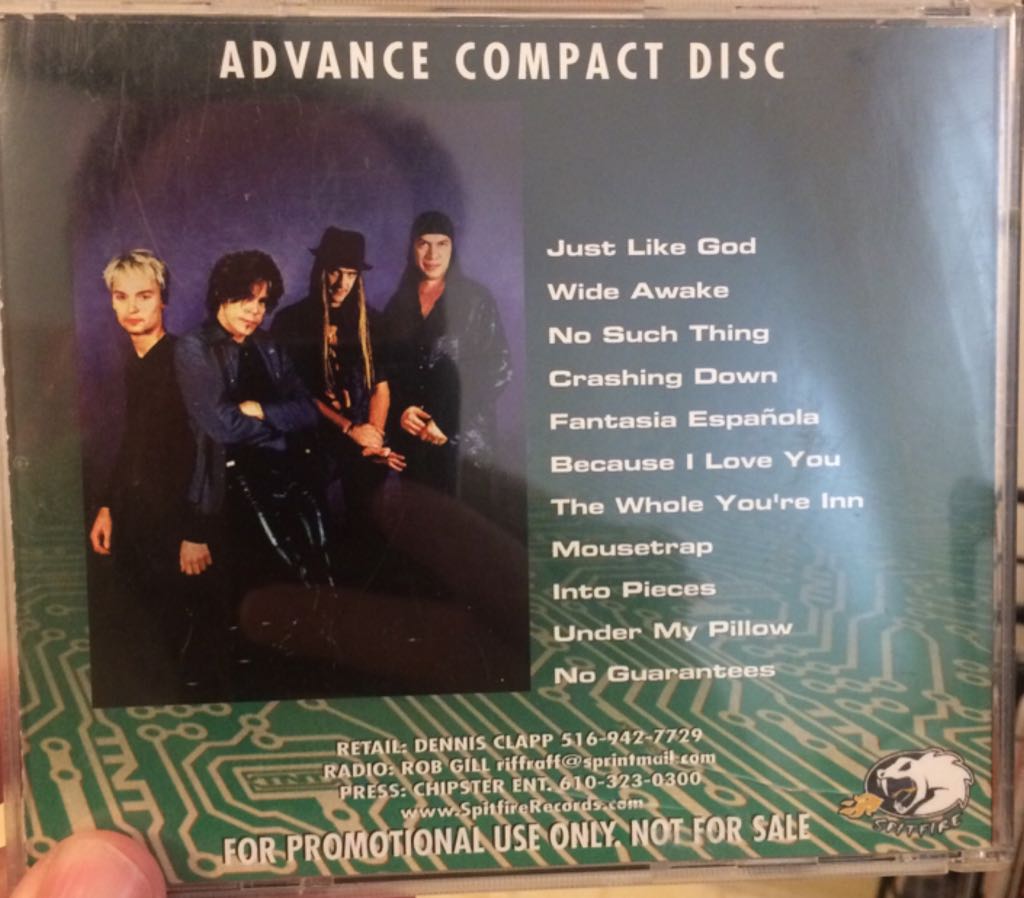 ADVANCE COMPACT DISC
Just Like God
Wide Awake
No Such Thing
Crashing Down
Fantasia Española
Because I Love You
The Whole You're Inn
Mousetrap
Into Pieces
Under My Pillow
No Guarantees
RETAIL: DENNIS CLAPP 516-942-7729
RADIO: ROB GILL riffraff@sprintmail.com
PRESS: CHIPSTER ENT. 610-323-0300
www.SpitfireRecords.com
FOR PROMOTIONAL USE ONLY. NOT FOR SALE
SPITFIRE